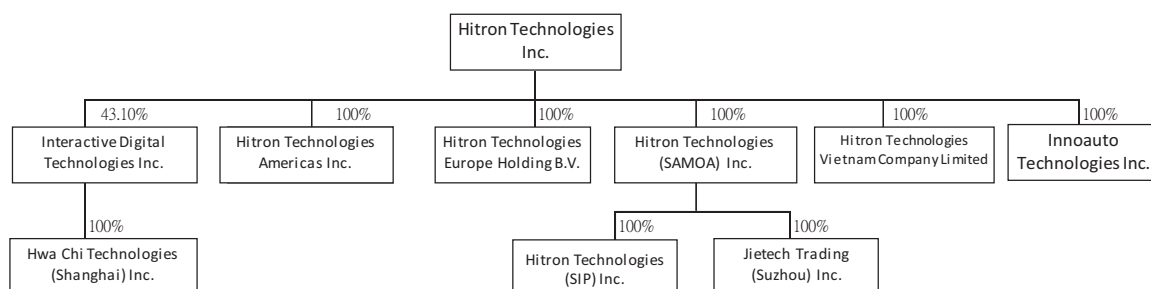 Hitron Technologies
Inc.
43.10%
100%
100%
100%
100%
100%
Interactive Digital
Technologies Inc.
Hitron Technologies
Americas Inc.
Hitron Technologies
Europe Holding B.V.
Hitron Technologies
(SAMOA) Inc.
Hitron Technologies
Vietnam Company Limited
Innoauto
Technologies Inc.
100%
100%
100%
Hwa Chi Technologies
(Shanghai) Inc.
Hitron Technologies
(SIP) Inc.
Jietech Trading
(Suzhou) Inc.